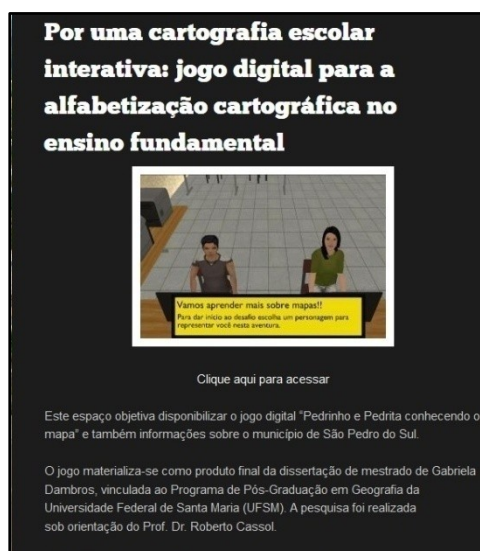 Por uma cartografia escolar
interativa: jogo digital para a
alfabetização cartográfica no
ensino fundamental
Vamos aprender mais sobre mapas!!
Para dar início ao desafio escolha um personagem para
representar você nesta aventura.
Clique aqui para acessar
Este espaço objetiva disponibilizar o jogo digital "Pedrinho e Pedrita conhecendo o
mapa" e também informações sobre o município de São Pedro do Sul.
O jogo materializa-se como produto final da dissertação de mestrado de Gabriela
Dambros, vinculada ao Programa de Pós-Graduação em Geografia da
Universidade Federal de Santa Maria (UFSM). A pesquisa foi realizada
sob orientação do Prof. Dr. Roberto Cassol.